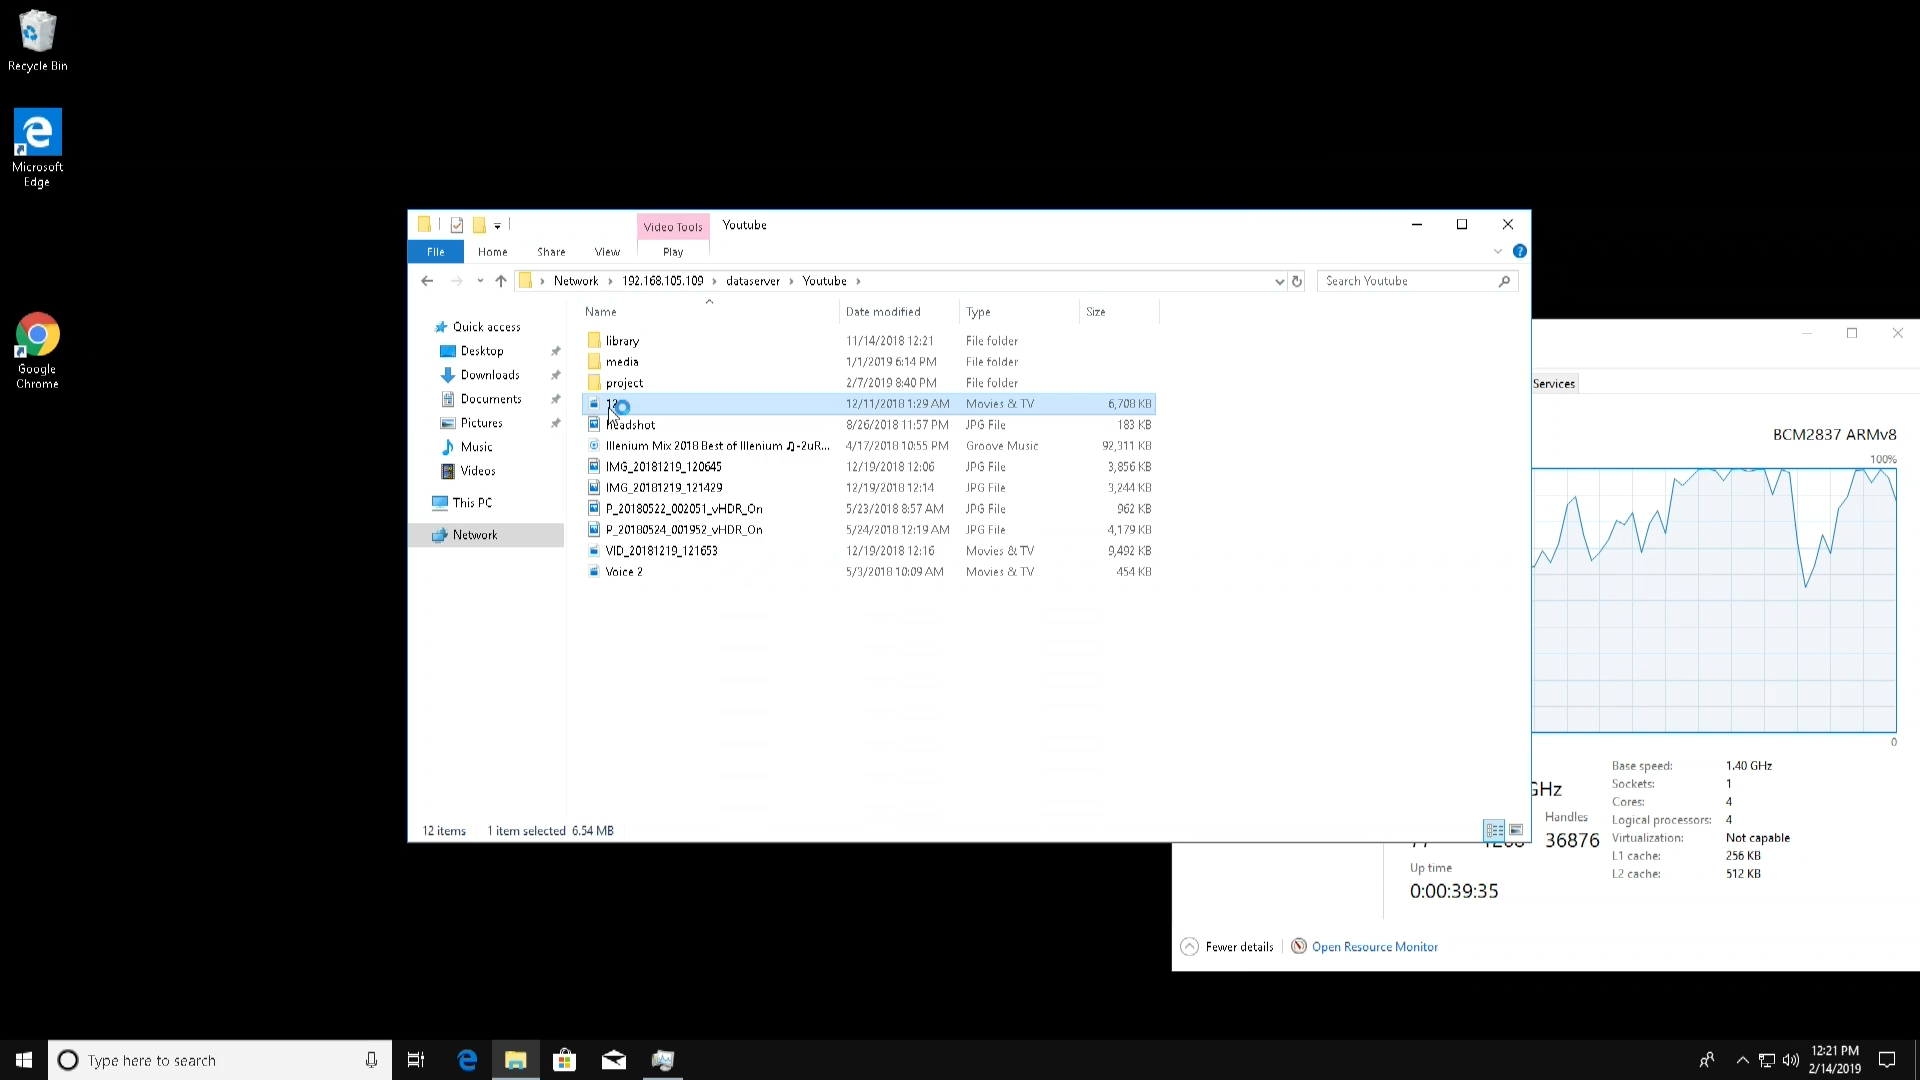 Recycle Bin
Microsoft
Edge
Google
Chrome
Video Tools
Youtube
File
Home
Share
View
Play
Network
192.168.105.109
dataserver
Youtube
Search Youtube
Quick access
Desktop
Downloads
Documents
Pictures
Music
Videos
This PC
Network
Name Date modified Type Size
library 11/14/2018 12:21 File folder
media 1/1/2019 6:14 PM File folder
project 2/7/2019 8:40 PM File folder
12/11/2018 1:29 AM Movies & TV 6,708 KB
headshot 8/26/2018 11:57 PM JPG File 183 KB
Illenium Mix 2018 Best of Illenium ♫-2uR... 4/17/2018 10:55 PM Groove Music 92,311 KB
IMG_20181219_120645 12/19/2018 12:06 JPG File 3,856 KB
IMG_20181219_121429 12/19/2018 12:14 JPG File 3,244 KB
P_20180522_002051_vHDR_On 5/23/2018 8:57 AM JPG File 962 KB
P_20180524_001952_vHDR_On 5/24/2018 12:19 AM JPG File 4,179 KB
VID_20181219_121653 12/19/2018 12:16 Movies & TV 9,492 KB
Voice 2 5/3/2018 10:09 AM Movies & TV 454 KB
12 items 1 item selected 6.54 MB
Services
BCM2837 ARMv8
100%
0
GHz
Handles
36876
Up time
0:00:39:35
Base speed: 1.40 GHz
Sockets: 1
Cores: 4
Logical processors: 4
Virtualization: Not capable
L1 cache: 256 KB
L2 cache: 512 KB
Fewer details
Open Resource Monitor
Type here to search
12:21 PM
2/14/2019